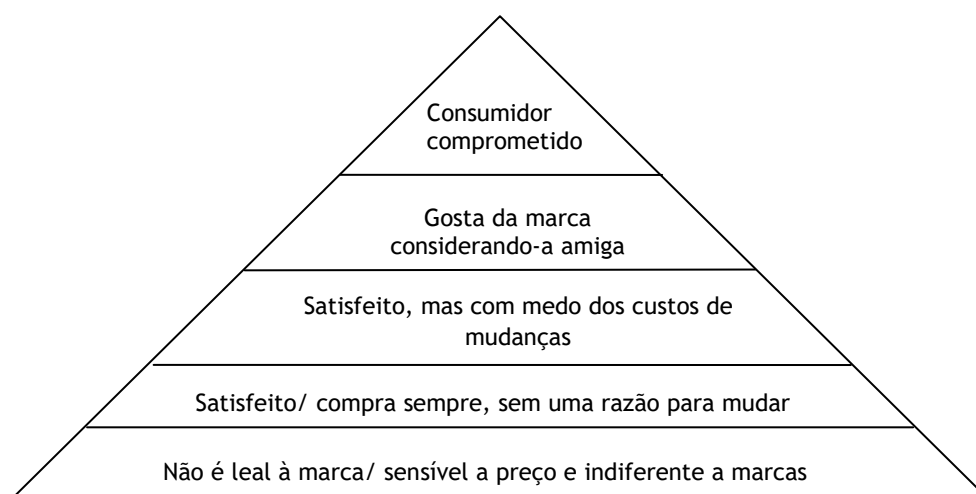 Consumidor
comprometido
Gosta da marca
considerando-a amiga
Satisfeito, mas com medo dos custos de
mudanças
Satisfeito/ compra sempre, sem uma razão para mudar
Não é leal à marca/ sensível a preço e indiferente a marcas